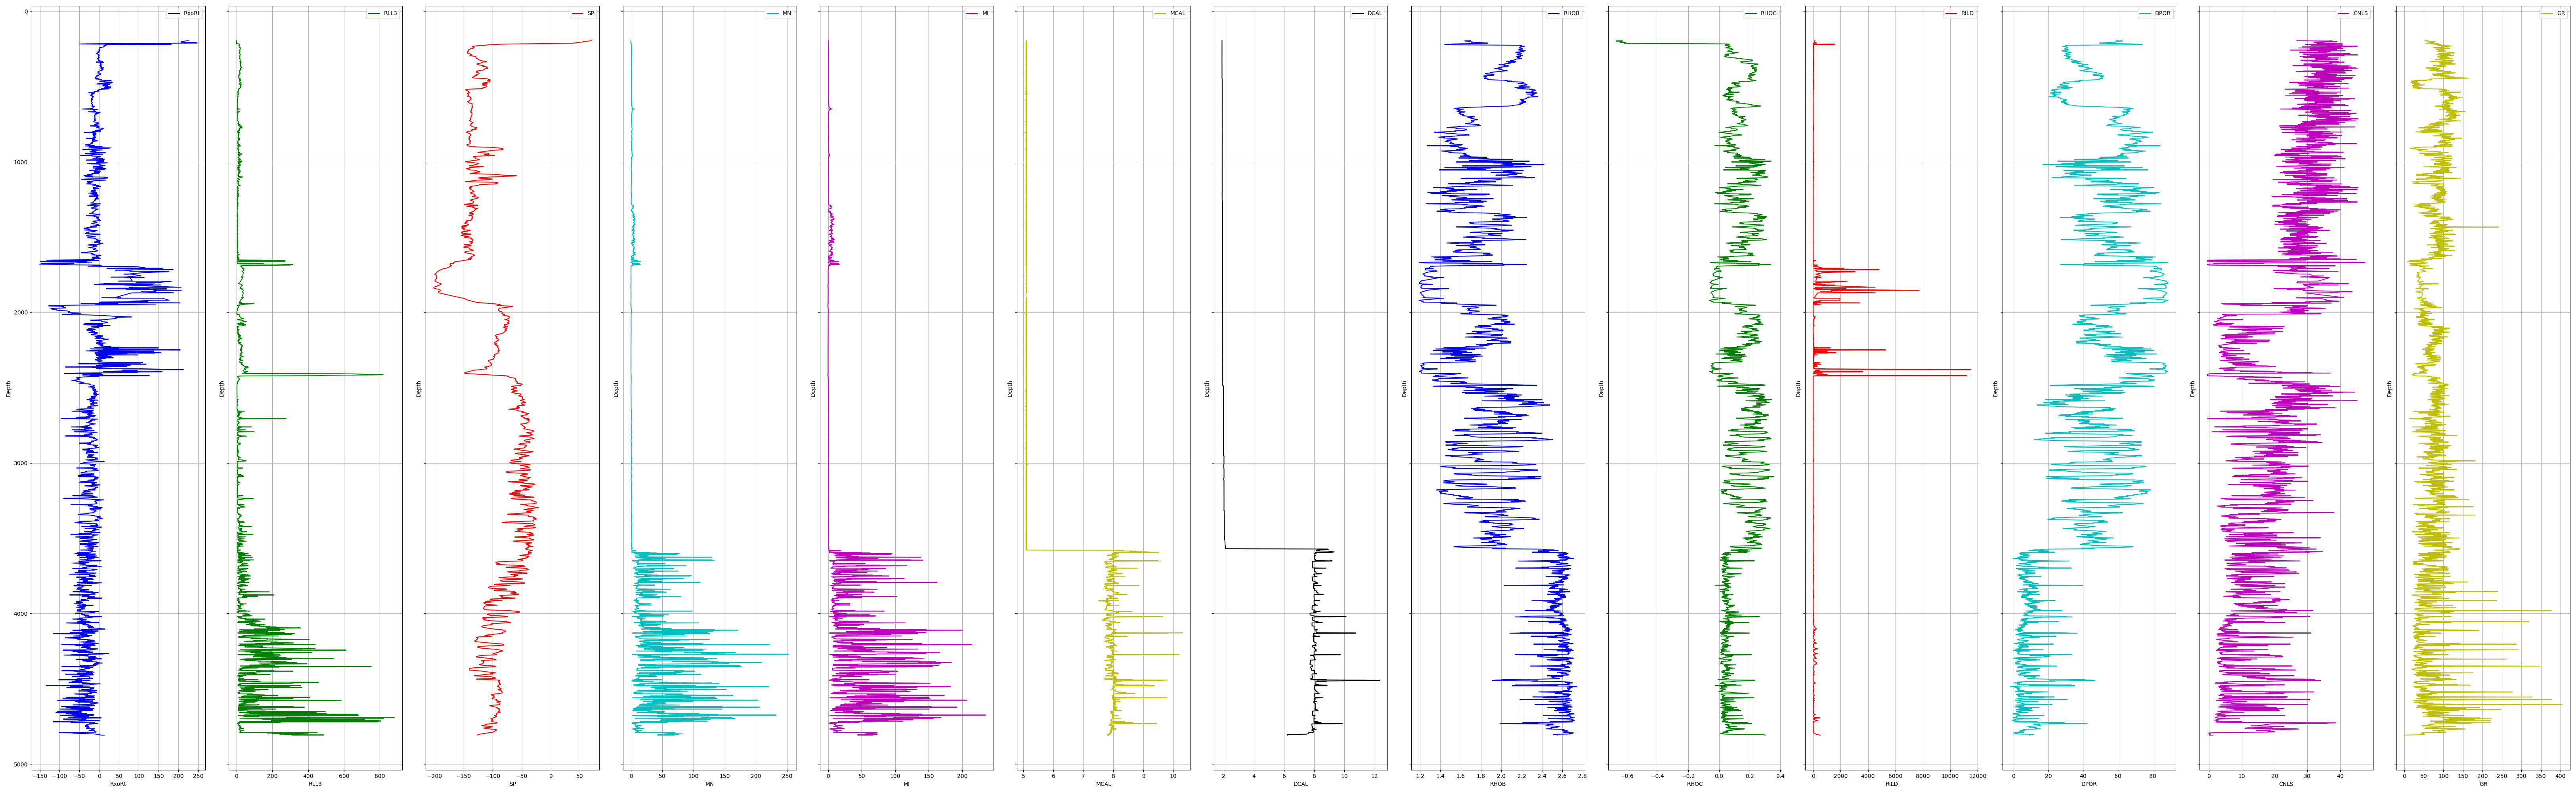 RxoRt
RLL3
SP
MN
MI
MCAL
DCAL
RHOB
RHOC
RILD
DPOR
CNLS
GR
0
1000
2000
3000
4000
5000
Depth
Depth
Depth
Depth
Depth
Depth
Depth
Depth
Depth
Depth
Depth
Depth
Depth
−150 −100 −50 0 50 100 150 200 250
0 200 400 600 800
−200 −150 −100 −50 0 50
0 50 100 150 200 250
0 50 100 150 200
5 6 7 8 9 10
2 4 6 8 10 12
1.2 1.4 1.6 1.8 2.0 2.2 2.4 2.6 2.8
−0.6 −0.4 −0.2 0.0 0.2 0.4
0 2000 4000 6000 8000 10000 12000
0 20 40 60 80
0 10 20 30 40
0 50 100 150 200 250 300 350 400
RxoRt
RLL3
SP
MN
MI
MCAL
DCAL
RHOB
RHOC
RILD
DPOR
CNLS
GR